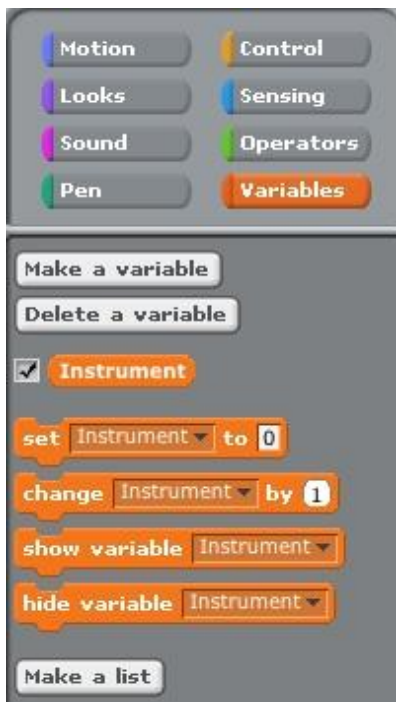 Motion Control
Looks Sensing
Sound Operators
Pen Variables
Make a variable
Delete a variable
Instrument
set Instrument to 0
change Instrument by 1
show variable Instrument
hide variable Instrument
Make a list